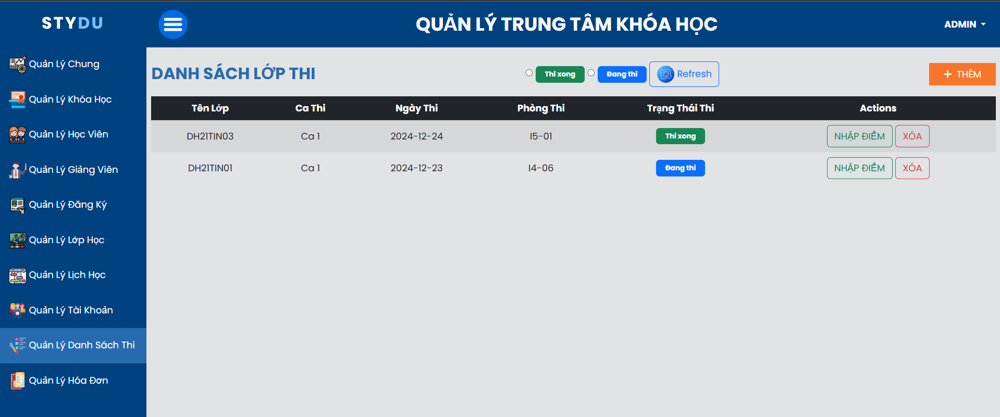 STYDU
QUẢN LÝ TRUNG TÂM KHÓA HỌC
ADMIN
Quản Lý Chung
Quản Lý Khóa Học
Quản Lý Học Viên
Quản Lý Giảng Viên
Quản Lý Đăng Ký
Quản Lý Lớp Học
Quản Lý Lịch Học
Quản Lý Tài Khoản
Quản Lý Danh Sách Thi
Quản Lý Hóa Đơn
DANH SÁCH LỚP THI
Thi xong Đang thi Refresh
+ THÊM
Tên Lớp Ca Thi Ngày Thi Phòng Thi Trạng Thái Thi Actions
DH21TIN03 Ca 1 2024-12-24 I5-01 Thi xong NHẬP ĐIỂM XÓA
DH21TIN01 Ca 1 2024-12-23 I4-06 Đang thi NHẬP ĐIỂM XÓA